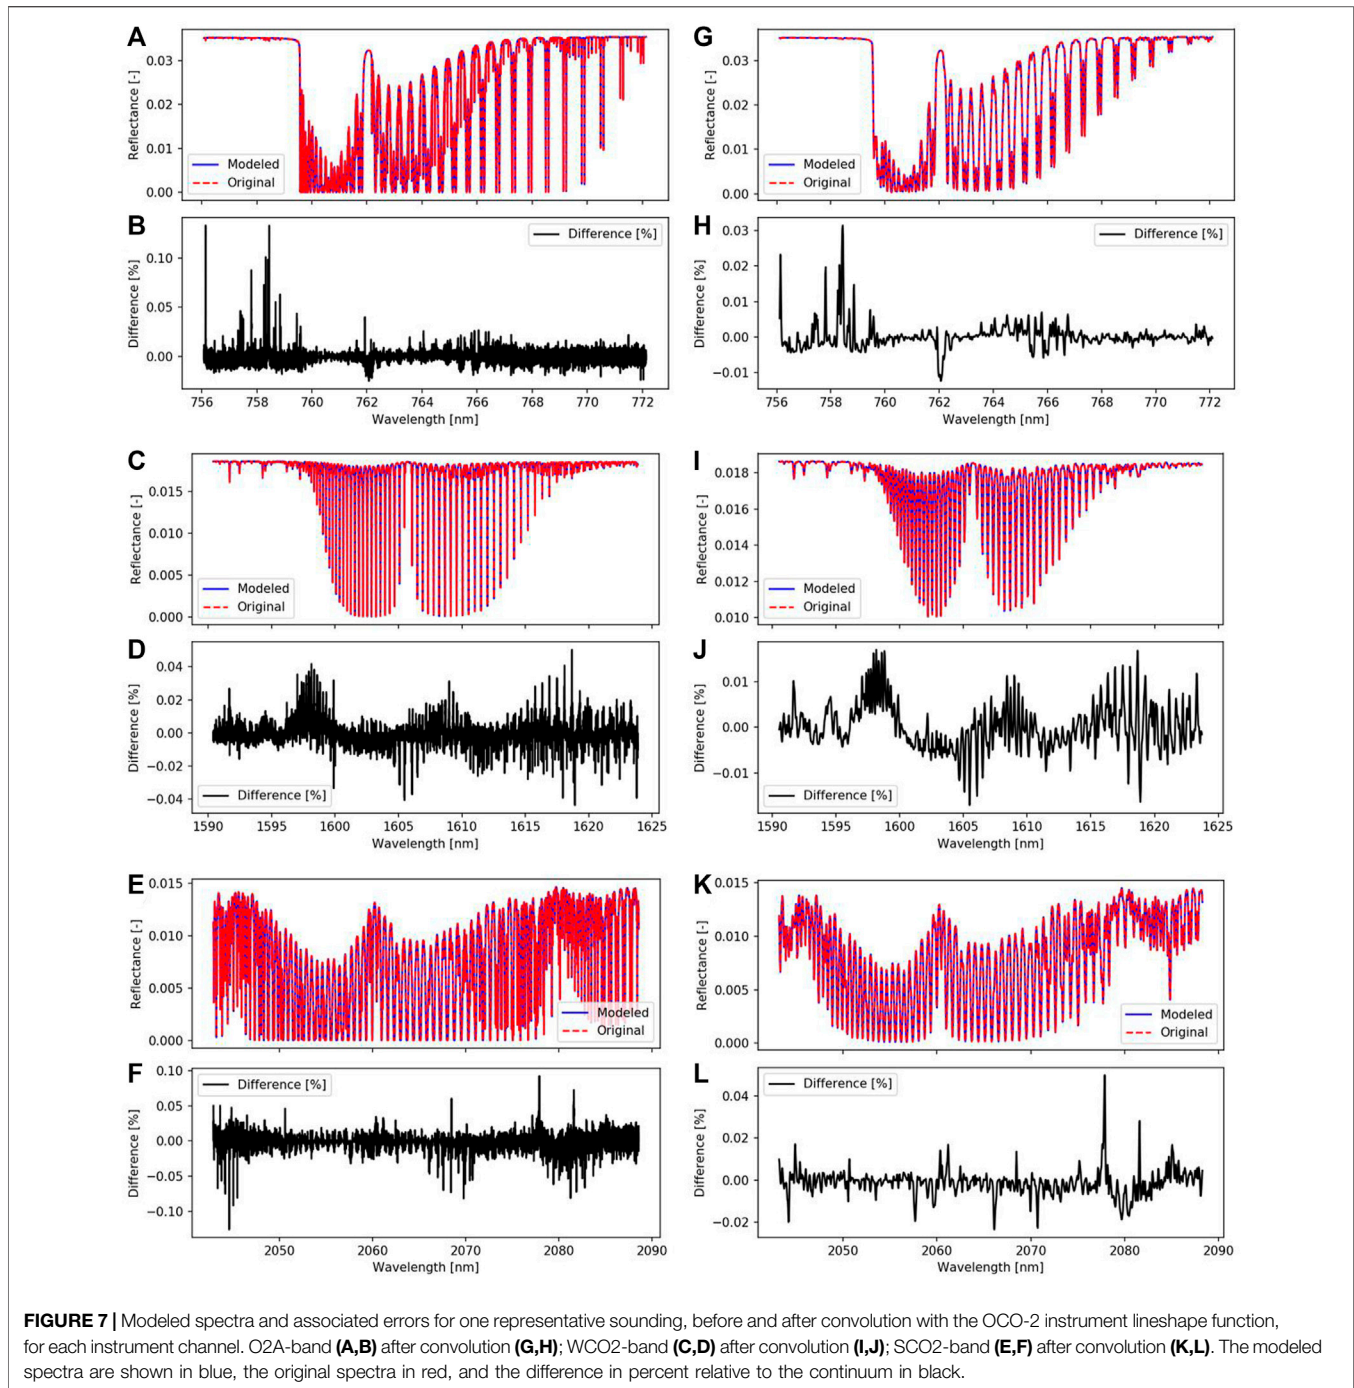 A
Reflectance [-]
0.03
0.02
0.01
0.00
Modeled
Original
B
Difference [%]
0.10
0.05
0.00
Difference [%]
756 758 760 762 764 766 768 770 772
Wavelength [nm]
G
Reflectance [-]
0.03
0.02
0.01
0.00
Modeled
Original
H
Difference [%]
0.03
0.02
0.01
0.00
−0.01
Difference [%]
756 758 760 762 764 766 768 770 772
Wavelength [nm]
C
Reflectance [-]
0.015
0.010
0.005
0.000
Modeled
Original
D
Difference [%]
0.04
0.02
0.00
−0.02
−0.04
Difference [%]
1590 1595 1600 1605 1610 1615 1620 1625
Wavelength [nm]
I
Reflectance [-]
0.018
0.016
0.014
0.012
0.010
Modeled
Original
J
Difference [%]
0.01
0.00
−0.01
Difference [%]
1590 1595 1600 1605 1610 1615 1620 1625
Wavelength [nm]
E
Reflectance [-]
0.015
0.010
0.005
0.000
Modeled
Original
F
Difference [%]
0.10
0.05
0.00
−0.05
−0.10
Difference [%]
2050 2060 2070 2080 2090
Wavelength [nm]
K
Reflectance [-]
0.015
0.010
0.005
0.000
Modeled
Original
L
Difference [%]
0.04
0.02
0.00
−0.02
Difference [%]
2050 2060 2070 2080 2090
Wavelength [nm]
FIGURE 7 | Modeled spectra and associated errors for one representative sounding, before and after convolution with the OCO-2 instrument lineshape function,
for each instrument channel. O2A-band (A,B) after convolution (G,H); WCO2-band (C,D) after convolution (I,J); SCO2-band (E,F) after convolution (K,L). The modeled
spectra are shown in blue, the original spectra in red, and the difference in percent relative to the continuum in black.